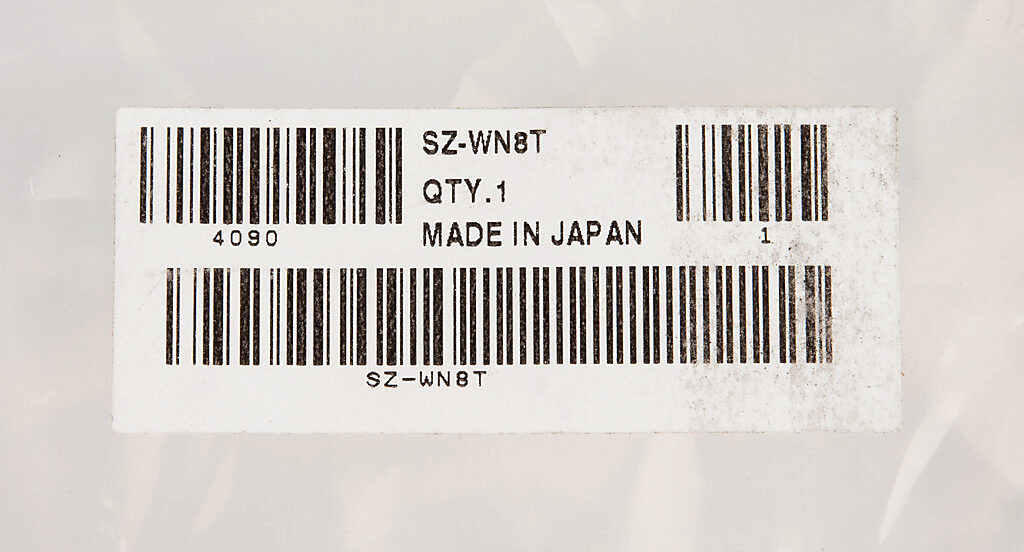 SZ-WN8T
QTY.1
MADE IN JAPAN
4090
1
SZ-WN8T